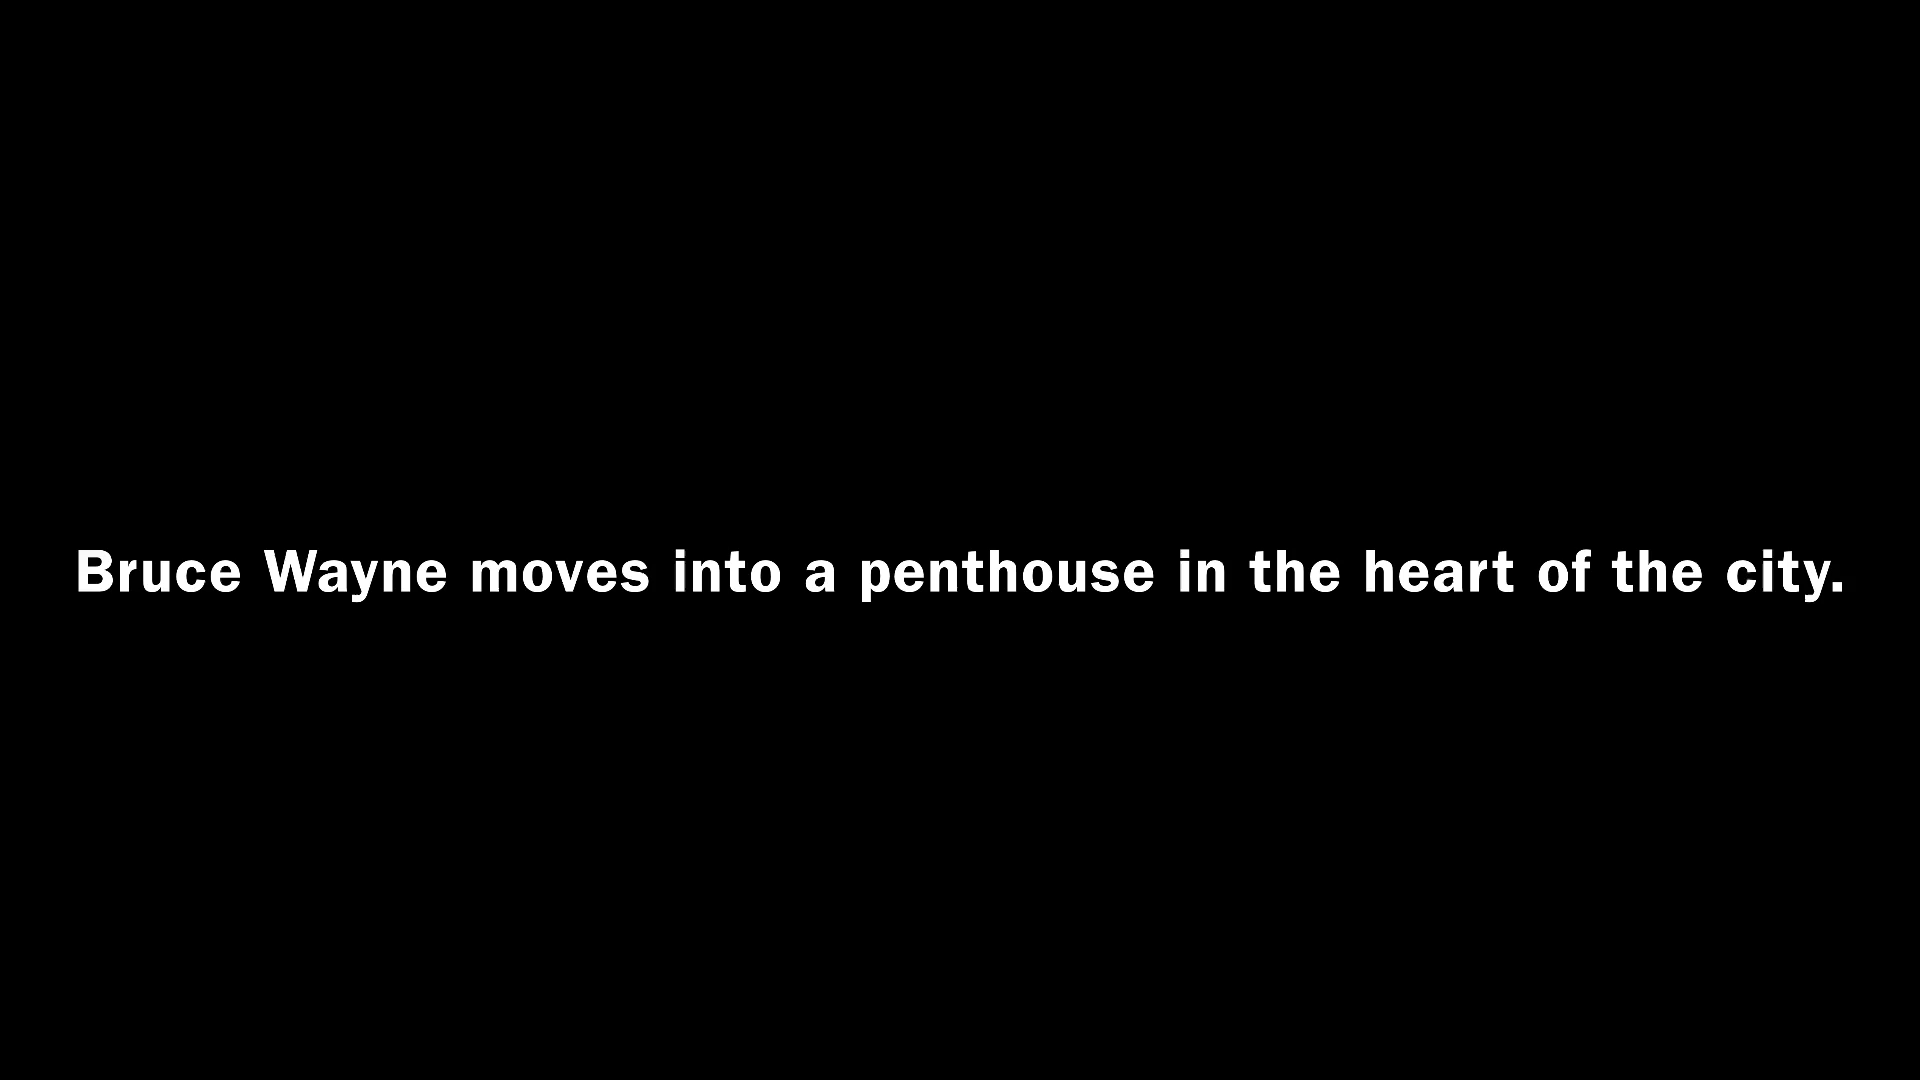 Bruce Wayne moves into a penthouse in the heart of the city.